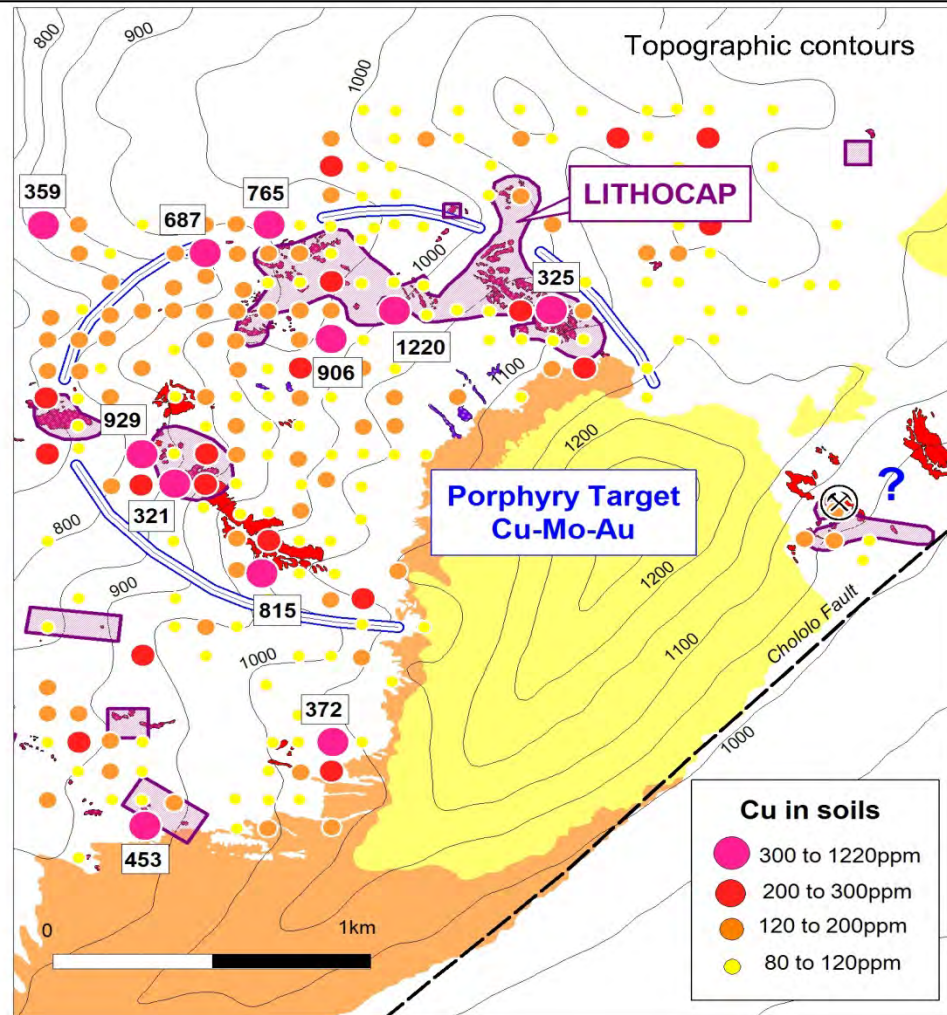 800
900
Topographic contours
1000
359
765
687
LITHOCAP
1000
325
906
1220
1100
929
1200
Porphyry Target
Cu-Mo-Au
?
321
800
1200
900
815
1100
Chololo Fault
1000
372
1000
Cu in soils
300 to 1220ppm
200 to 300ppm
120 to 200ppm
80 to 120ppm
453
0
1km